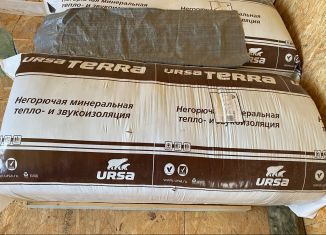 URSA TERRA URSA TERRA
Негорючая минеральная
тепло- и звукоизоляция
Негорючая минеральная
тепло- и звукоизоляция
URSA
URSA